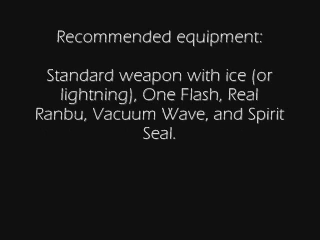 Recommended equipment:
Standard weapon with ice (or
lightning), One Flash, Real
Ranbu, Vacuum Wave, and Spirit
Seal.